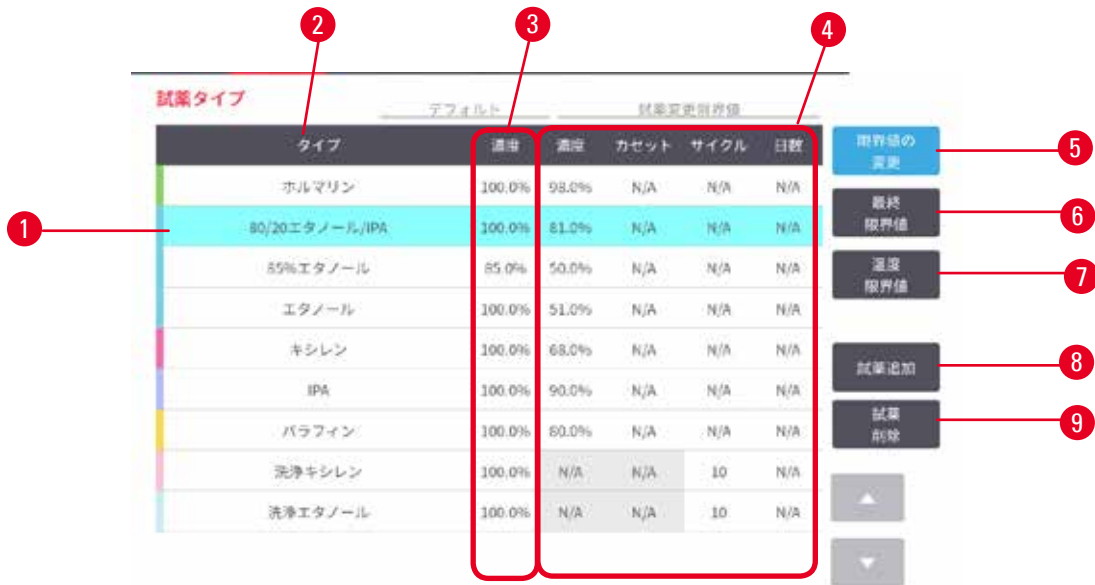 2 3 4
試薬タイプ
デフォルト 試薬変更限界値
タイプ 濃度 濃度 カセット サイクル 日数
限界値の
変更
5
ホルマリン 100.0% 98.0% N/A N/A N/A
最終
限界値
6
1
80/20エタノール/IPA 100.0% 81.0% N/A N/A N/A
85%エタノール 85.0% 50.0% N/A N/A N/A
温度
限界値
7
エタノール 100.0% 51.0% N/A N/A N/A
キシレン 100.0% 68.0% N/A N/A N/A
試薬追加
8
IPA 100.0% 90.0% N/A N/A N/A
試薬
削除
9
パラフィン 100.0% 80.0% N/A N/A N/A
洗浄キシレン 100.0% N/A N/A 10 N/A
洗浄エタノール 100.0% N/A N/A 10 N/A